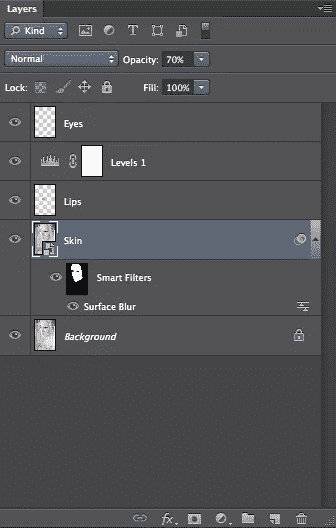 Layers
Kind
Normal Opacity: 70%
Lock: Fill: 100%
Eyes
Levels 1
Lips
Skin
Smart Filters
Surface Blur
Background
fx